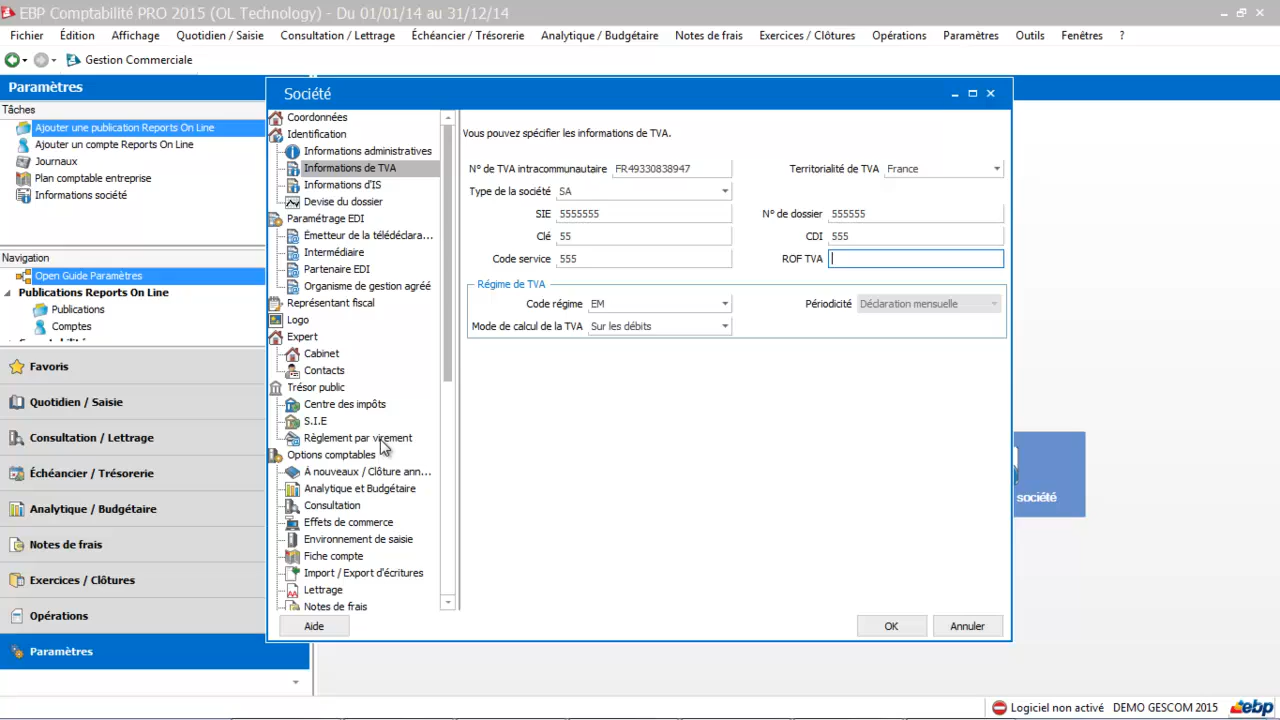 EBP Comptabilité PRO 2015 (OL Technology) - Du 01/01/14 au 31/12/14
Fichier Édition Affichage Quotidien / Saisie Consultation / Lettrage Échéancier / Trésorerie Analytique / Budgétaire Notes de frais Exercices / Clôtures Opérations Paramètres Outils Fenêtres ?
Gestion Commerciale
Paramètres
Tâches
Ajouter une publication Reports On Line
Ajouter un compte Reports On Line
Journaux
Plan comptable entreprise
Informations société
Navigation
Open Guide Paramètres
Publications Reports On Line
Publications
Comptes
Favoris
Quotidien / Saisie
Consultation / Lettrage
Échéancier / Trésorerie
Analytique / Budgétaire
Notes de frais
Exercices / Clôtures
Opérations
Paramètres
Société
Coordonnées
Identification
Informations administratives
Informations de TVA
Informations d'IS
Devise du dossier
Paramétrage EDI
Émetteur de la télédéclara...
Intermédiaire
Partenaire EDI
Organisme de gestion agréé
Représentant fiscal
Logo
Expert
Cabinet
Contacts
Trésor public
Centre des impôts
S.I.E
Règlement par virement
Options comptables
À nouveaux / Clôture ann...
Analytique et Budgétaire
Consultation
Effets de commerce
Environnement de saisie
Fiche compte
Import / Export d'écritures
Lettrage
Notes de frais
Vous pouvez spécifier les informations de TVA.
N° de TVA intracommunautaire FR49330838947 Territorialité de TVA France
Type de la société SA
SIE 5555555 N° de dossier 555555
Clé 55 CDI 555
Code service 555 ROF TVA
Régime de TVA
Code régime EM Périodicité Déclaration mensuelle
Mode de calcul de la TVA Sur les débits
Aide OK Annuler
société
Logiciel non activé DEMO GESCOM 2015 ebp